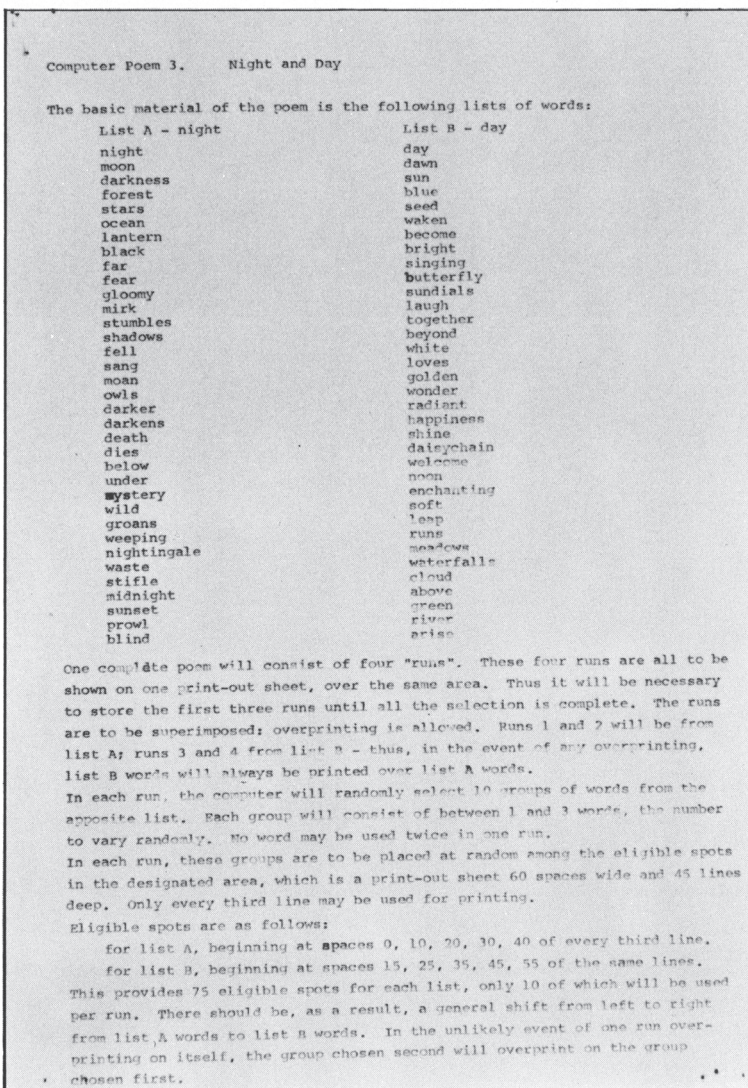 Computer Poem 3. Night and Day
The basic material of the poem is the following lists of words:
List A - night List B - day
night day
moon dawn
darkness sun
forest blue
stars seed
ocean waken
lantern become
black bright
far singing
fear butterfly
gloomy sundials
mirk laugh
stumbles together
shadows beyond
fell white
sang loves
moan golden
owls wonder
darker radiant
darkens happiness
death shine
dies daisychain
below welcome
under noon
mystery enchanting
wild soft
groans leap
weeping runs
nightingale meadows
waste waterfalls
stifle cloud
midnight above
sunset green
prowl river
blind arise
One compldte poem will consist of four "runs". These four runs are all to be
shown on one print-out sheet, over the same area. Thus it will be necessary
to store the first three runs until all the selection is complete. The runs
are to be superimposed: overprinting is allowed. Runs 1 and 2 will be from
list A; runs 3 and 4 from list B - thus, in the event of any overprinting,
list B words will always be printed over list A words.
In each run, the computer will randomly select 10 groups of words from the
apposite list. Each group will consist of between 1 and 3 words, the number
to vary randomly. No word may be used twice in one run.
In each run, these groups are to be placed at random among the eligible spots
in the designated area, which is a print-out sheet 60 spaces wide and 45 lines
deep. Only every third line may be used for printing.
Eligible spots are as follows:
for list A, beginning at spaces 0, 10, 20, 30, 40 of every third line.
for list B, beginning at spaces 15, 25, 35, 45, 55 of the same lines.
This provides 75 eligible spots for each list, only 10 of which will be used
per run. There should be, as a result, a general shift from left to right
from list A words to list B words. In the unlikely event of one run over-
printing on itself, the group chosen second will overprint on the group
chosen first.